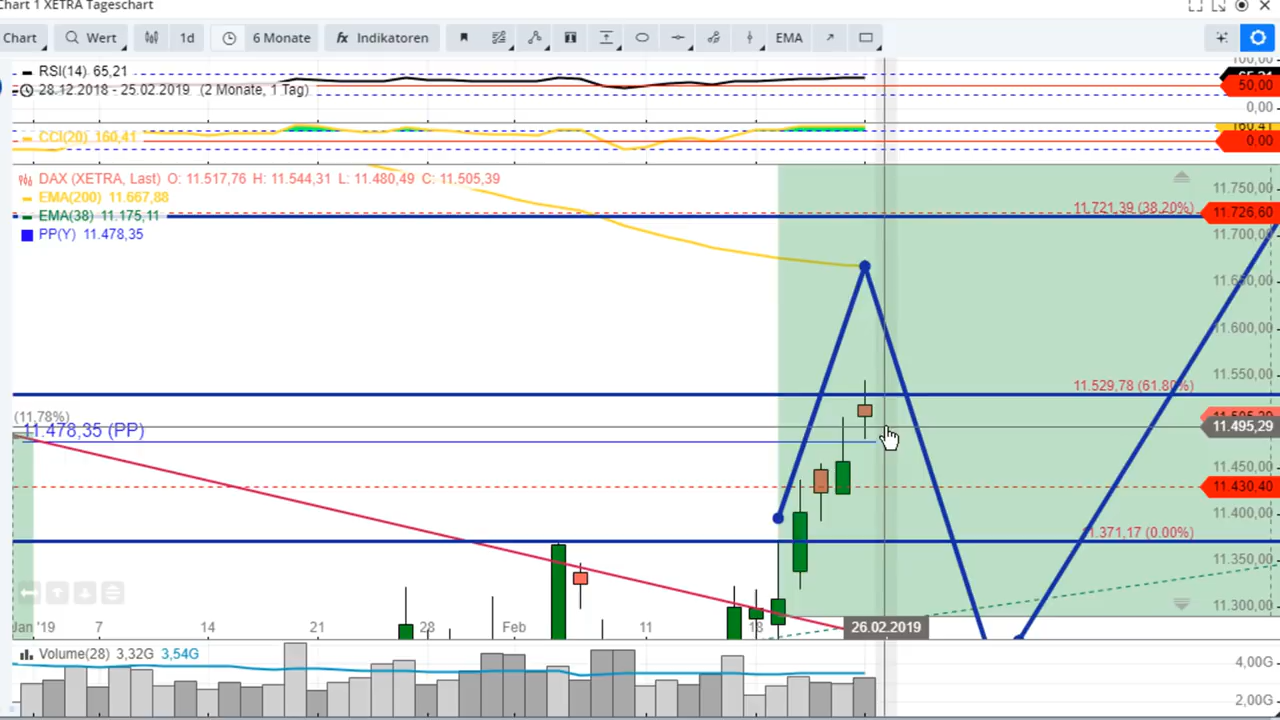 Chart 1 XETRA Tageschart
Chart
Wert
1d
6 Monate
fx Indikatoren
EMA
RSI(14) 65,21
28.12.2018 - 25.02.2019 (2 Monate, 1 Tag)
100,00
50,00
0,00
CCI(20) 160,41
160,41
0.00
DAX (XETRA, Last) O: 11.517,76 H: 11.544,31 L: 11.480,49 C: 11.505,39
EMA(200) 11.667,88
EMA(38) 11.175,11
PP(Y) 11.478,35
11.750,00
11.721,39 (38,20%)
11.726,60
11.700,00
11.650,00
11.600,00
11.550,00
11.529,78 (61.80%)
(11,78%)
11.478,35 (PP)
11.495,29
11.450,00
11.430,40
11.400,00
11.371,17 (0.00%)
11.350,00
11.300,00
Jan '19 7 14 21 28 Feb 11 18
26.02.2019
Volume(28) 3,32G 3,54G
4,00G
2,00G